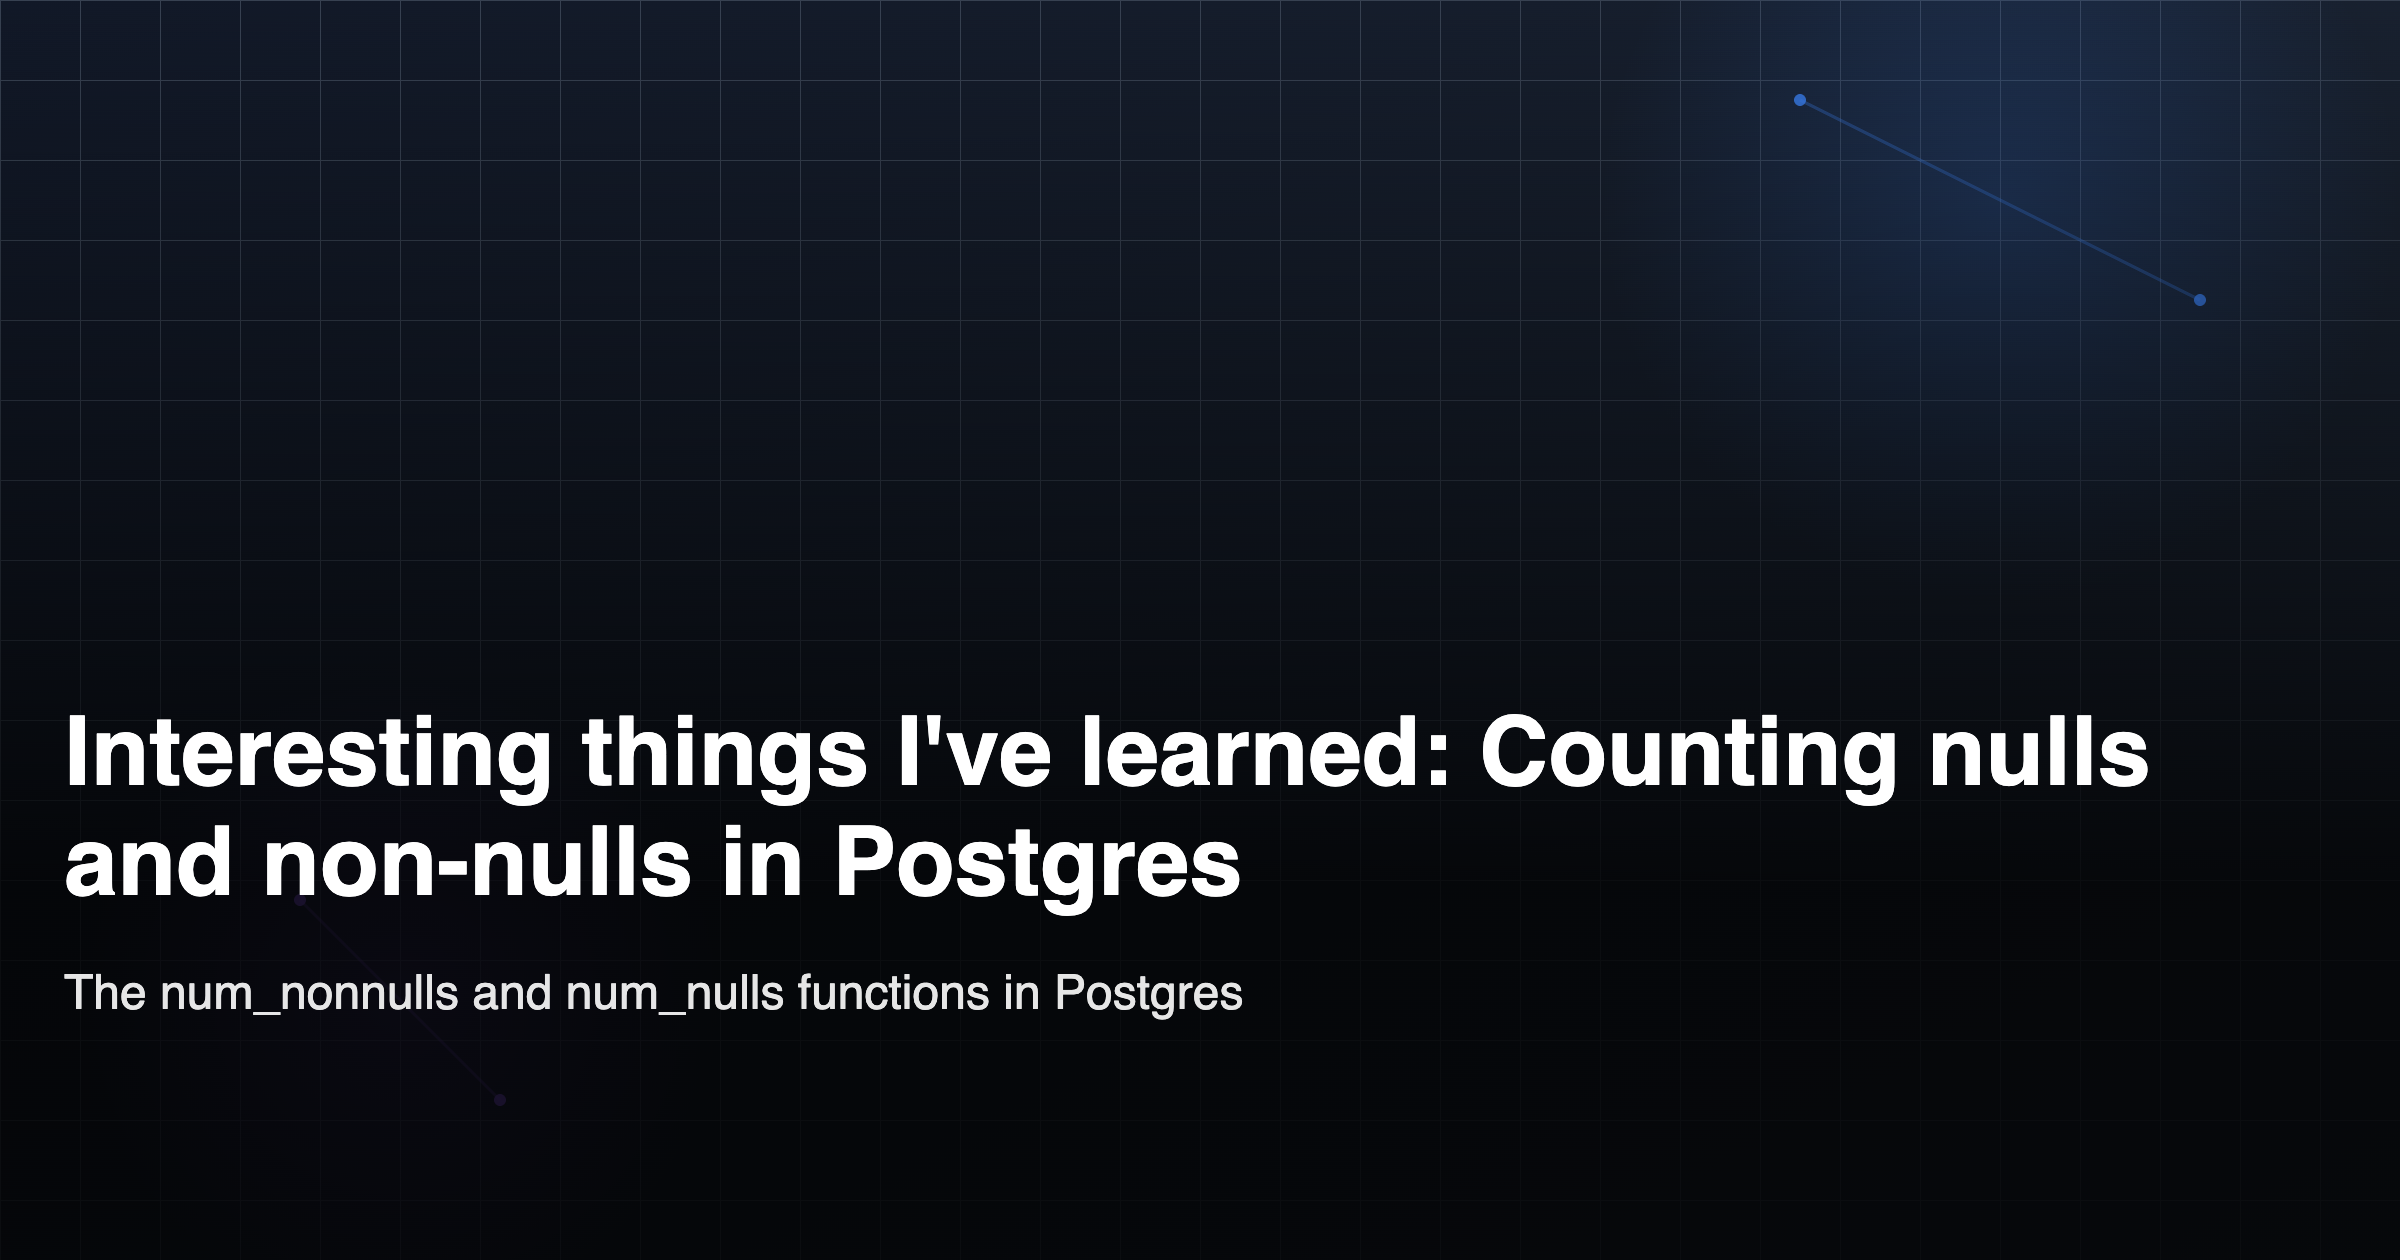 Interesting things I've learned: Counting nulls
and non-nulls in Postgres
The num_nonnulls and num_nulls functions in Postgres